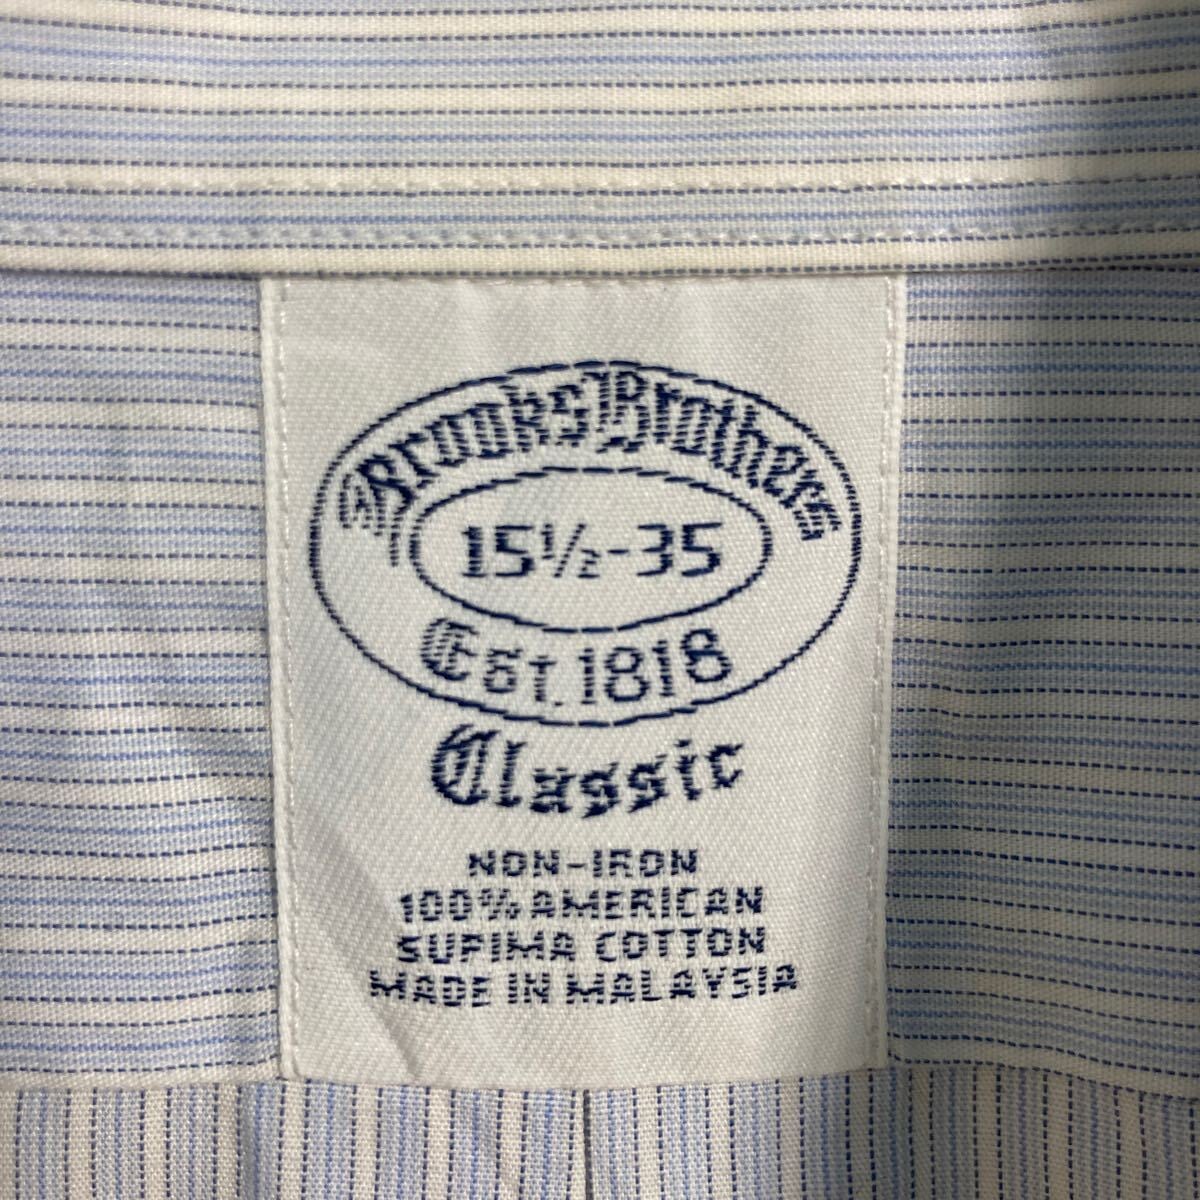 Brooks Brothers
15½-35
Est. 1818
Classic
NON-IRON
100% AMERICAN
SUPIMA COTTON
MADE IN MALAYSIA